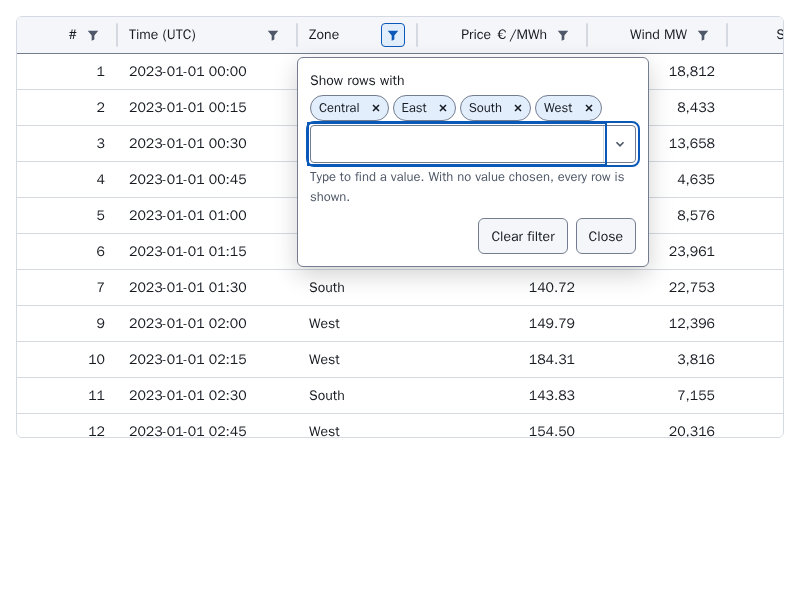 # Time (UTC) Zone Price €/MWh Wind MW S
1 2023-01-01 00:00 18,812
Show rows with
2 2023-01-01 00:15 8,433
Central × East × South × West ×
3 2023-01-01 00:30 13,658
4 2023-01-01 00:45 4,635
Type to find a value. With no value chosen, every row is
shown.
5 2023-01-01 01:00 8,576
6 2023-01-01 01:15 23,961
Clear filter Close
7 2023-01-01 01:30 South 140.72 22,753
9 2023-01-01 02:00 West 149.79 12,396
10 2023-01-01 02:15 West 184.31 3,816
11 2023-01-01 02:30 South 143.83 7,155
12 2023-01-01 02:45 West 154.50 20,316